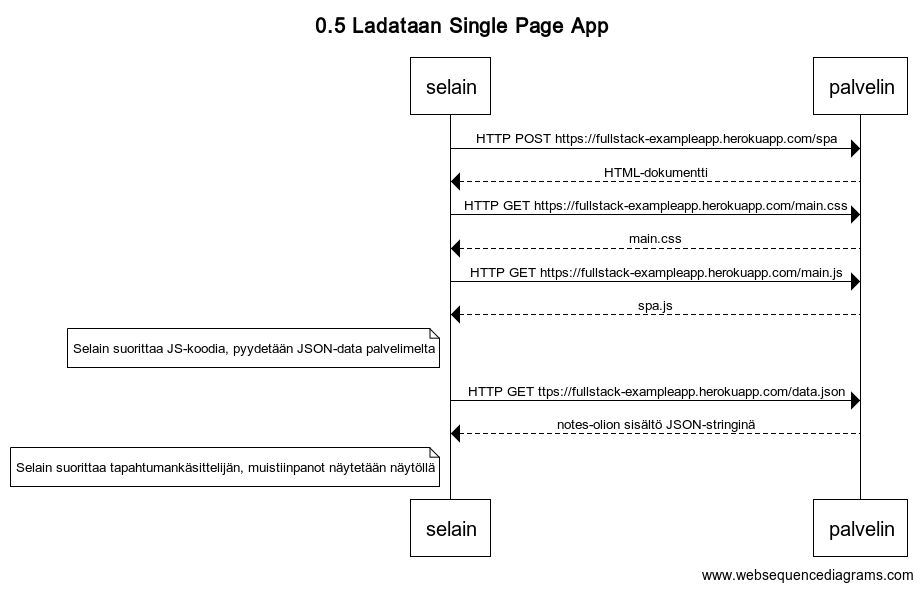 0.5 Ladataan Single Page App
selain
palvelin
HTTP POST https://fullstack-exampleapp.herokuapp.com/spa
HTML-dokumentti
HTTP GET https://fullstack-exampleapp.herokuapp.com/main.css
main.css
HTTP GET https://fullstack-exampleapp.herokuapp.com/main.js
spa.js
Selain suorittaa JS-koodia, pyydetään JSON-data palvelimelta
HTTP GET ttps://fullstack-exampleapp.herokuapp.com/data.json
notes-olion sisältö JSON-stringinä
Selain suorittaa tapahtumankäsittelijän, muistiinpanot näytetään näytöllä
selain
palvelin
www.websequencediagrams.com